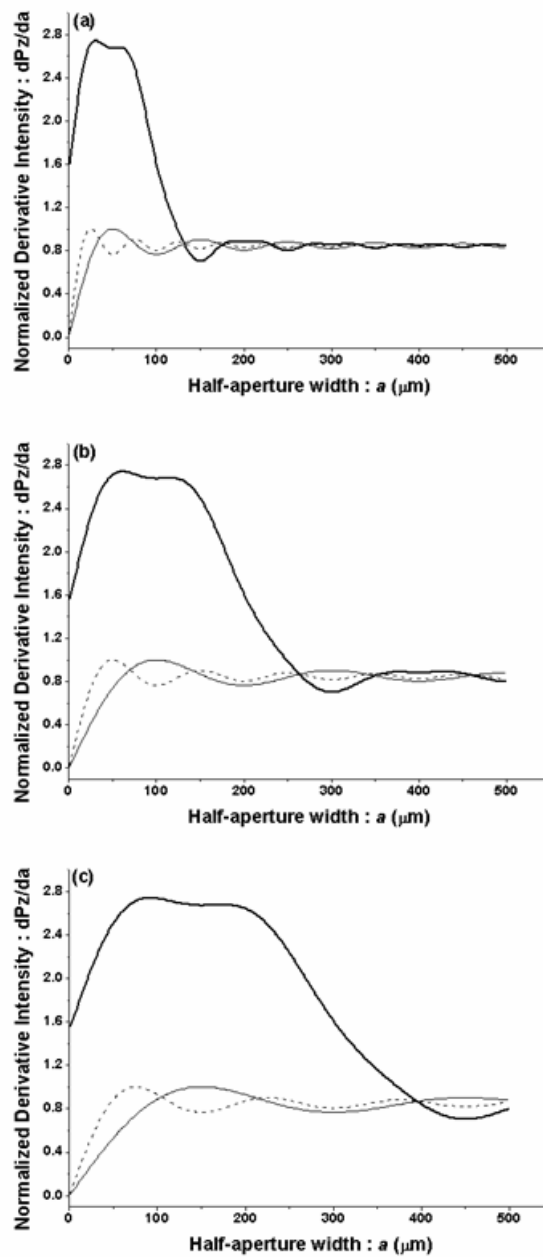 (a)
Normalized Derivative Intensity : dPz/da
2.8
2.4
2.0
1.6
1.2
0.8
0.4
0.0
0 100 200 300 400 500
Half-aperture width : a (μm)
(b)
Normalized Derivative Intensity : dPz/da
2.8
2.4
2.0
1.6
1.2
0.8
0.4
0.0
0 100 200 300 400 500
Half-aperture width : a (μm)
(c)
Normalized Derivative Intensity : dPz/da
2.8
2.4
2.0
1.6
1.2
0.8
0.4
0.0
0 100 200 300 400 500
Half-aperture width : a (μm)